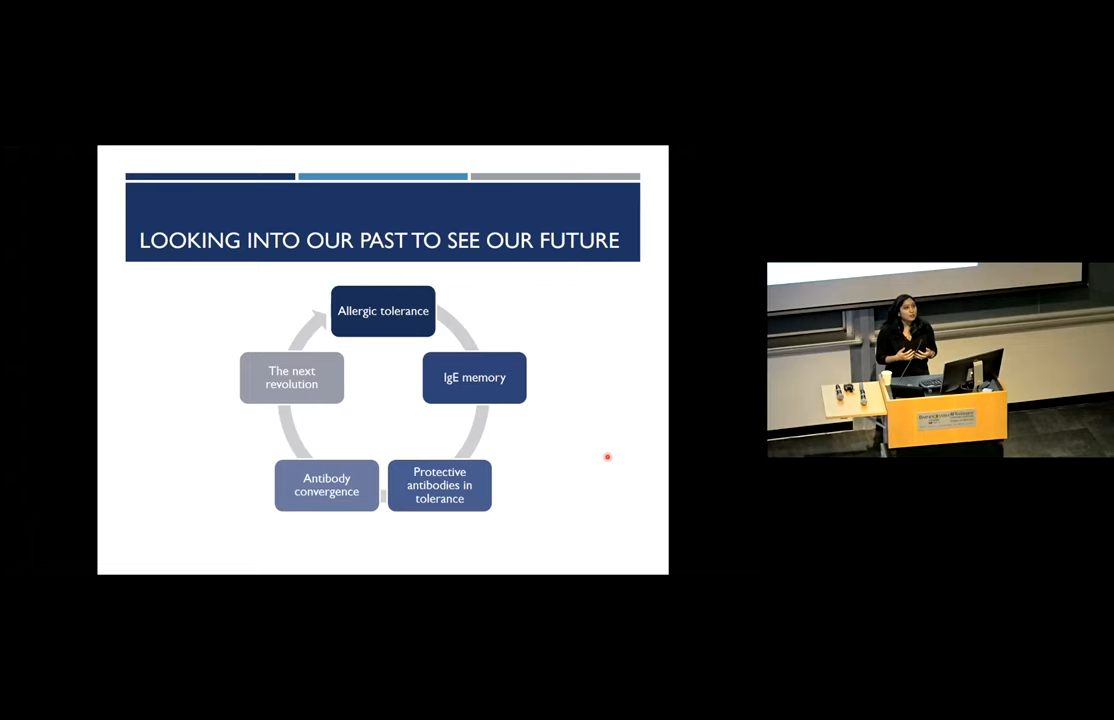 LOOKING INTO OUR PAST TO SEE OUR FUTURE
Allergic tolerance
IgE memory
Protective
antibodies in
tolerance
Antibody
convergence
The next
revolution